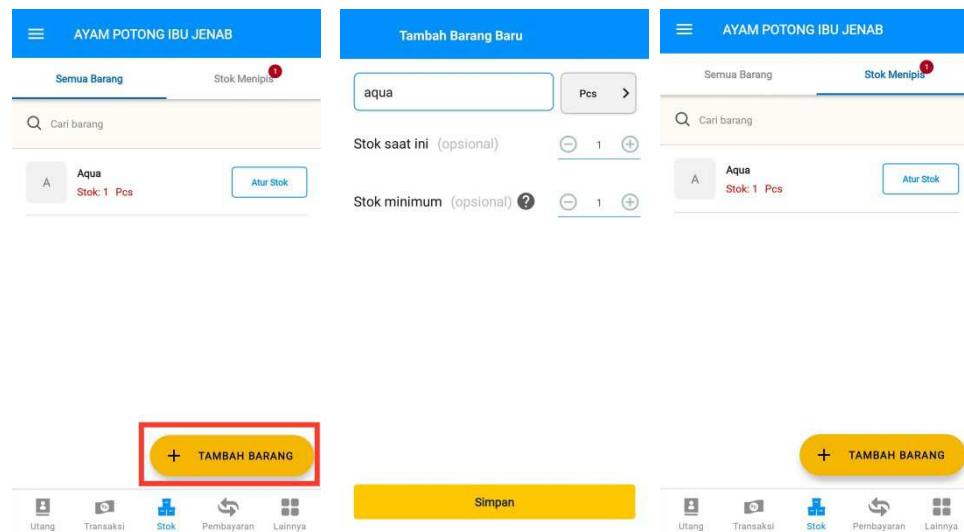 AYAM POTONG IBU JENAB
Semua Barang
Stok Menipis
1
Cari barang
A
Aqua
Stok: 1 Pcs
Atur Stok
+ TAMBAH BARANG
Utang
Transaksi
Stok
Pembayaran
Lainnya
Tambah Barang Baru
aqua
Pcs >
Stok saat ini (opsional)
1
Stok minimum (opsional) ?
1
Simpan
AYAM POTONG IBU JENAB
Semua Barang
Stok Menipis
1
Cari barang
A
Aqua
Stok: 1 Pcs
Atur Stok
+ TAMBAH BARANG
Utang
Transaksi
Stok
Pembayaran
Lainnya